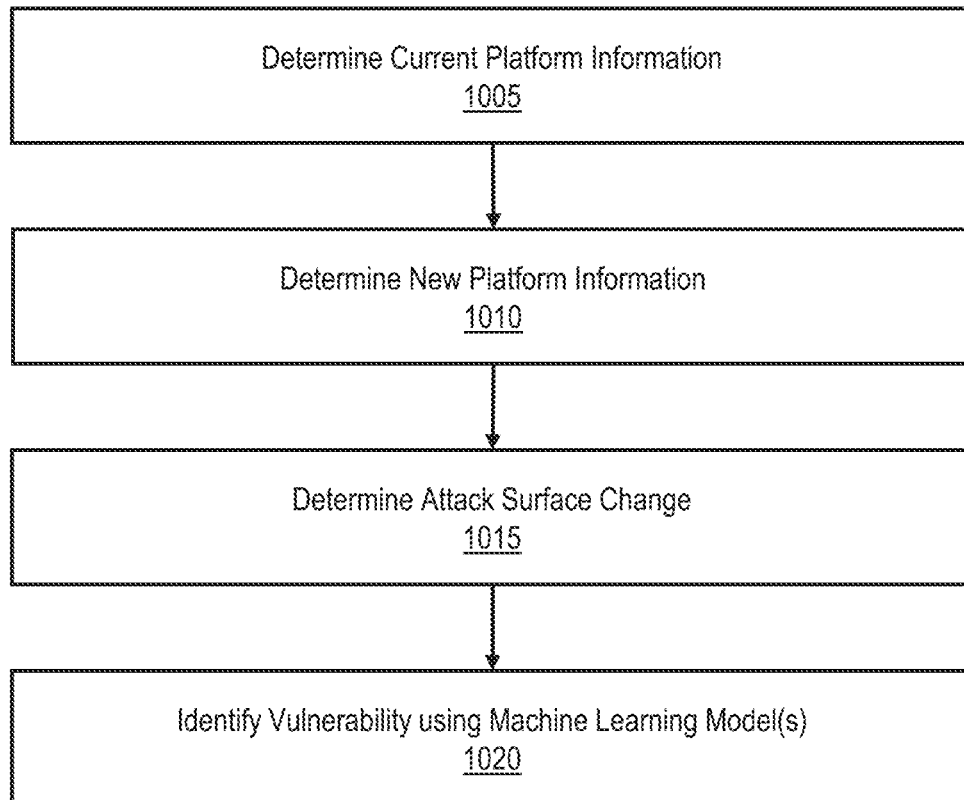 Determine Current Platform Information
1005
Determine New Platform Information
1010
Determine Attack Surface Change
1015
Identify Vulnerability using Machine Learning Model(s)
1020